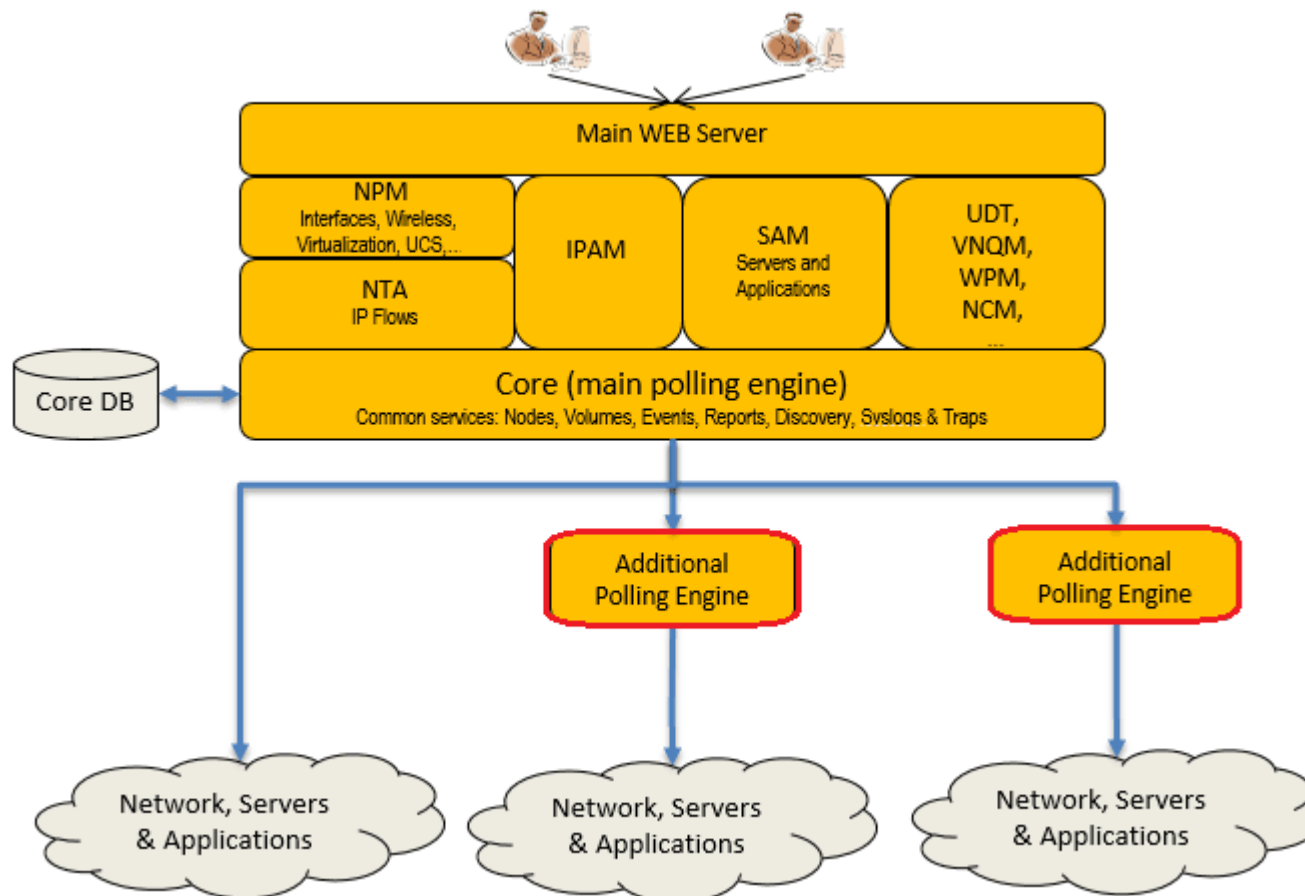 Main WEB Server
NPM
Interfaces, Wireless,
Virtualization, UCS,...
NTA
IP Flows
IPAM
SAM
Servers and
Applications
UDT,
VNQM,
WPM,
NCM,
...
Core DB
Core (main polling engine)
Common services: Nodes, Volumes, Events, Reports, Discovery, Syslogs & Traps
Additional
Polling Engine
Additional
Polling Engine
Network, Servers
& Applications
Network, Servers
& Applications
Network, Servers
& Applications